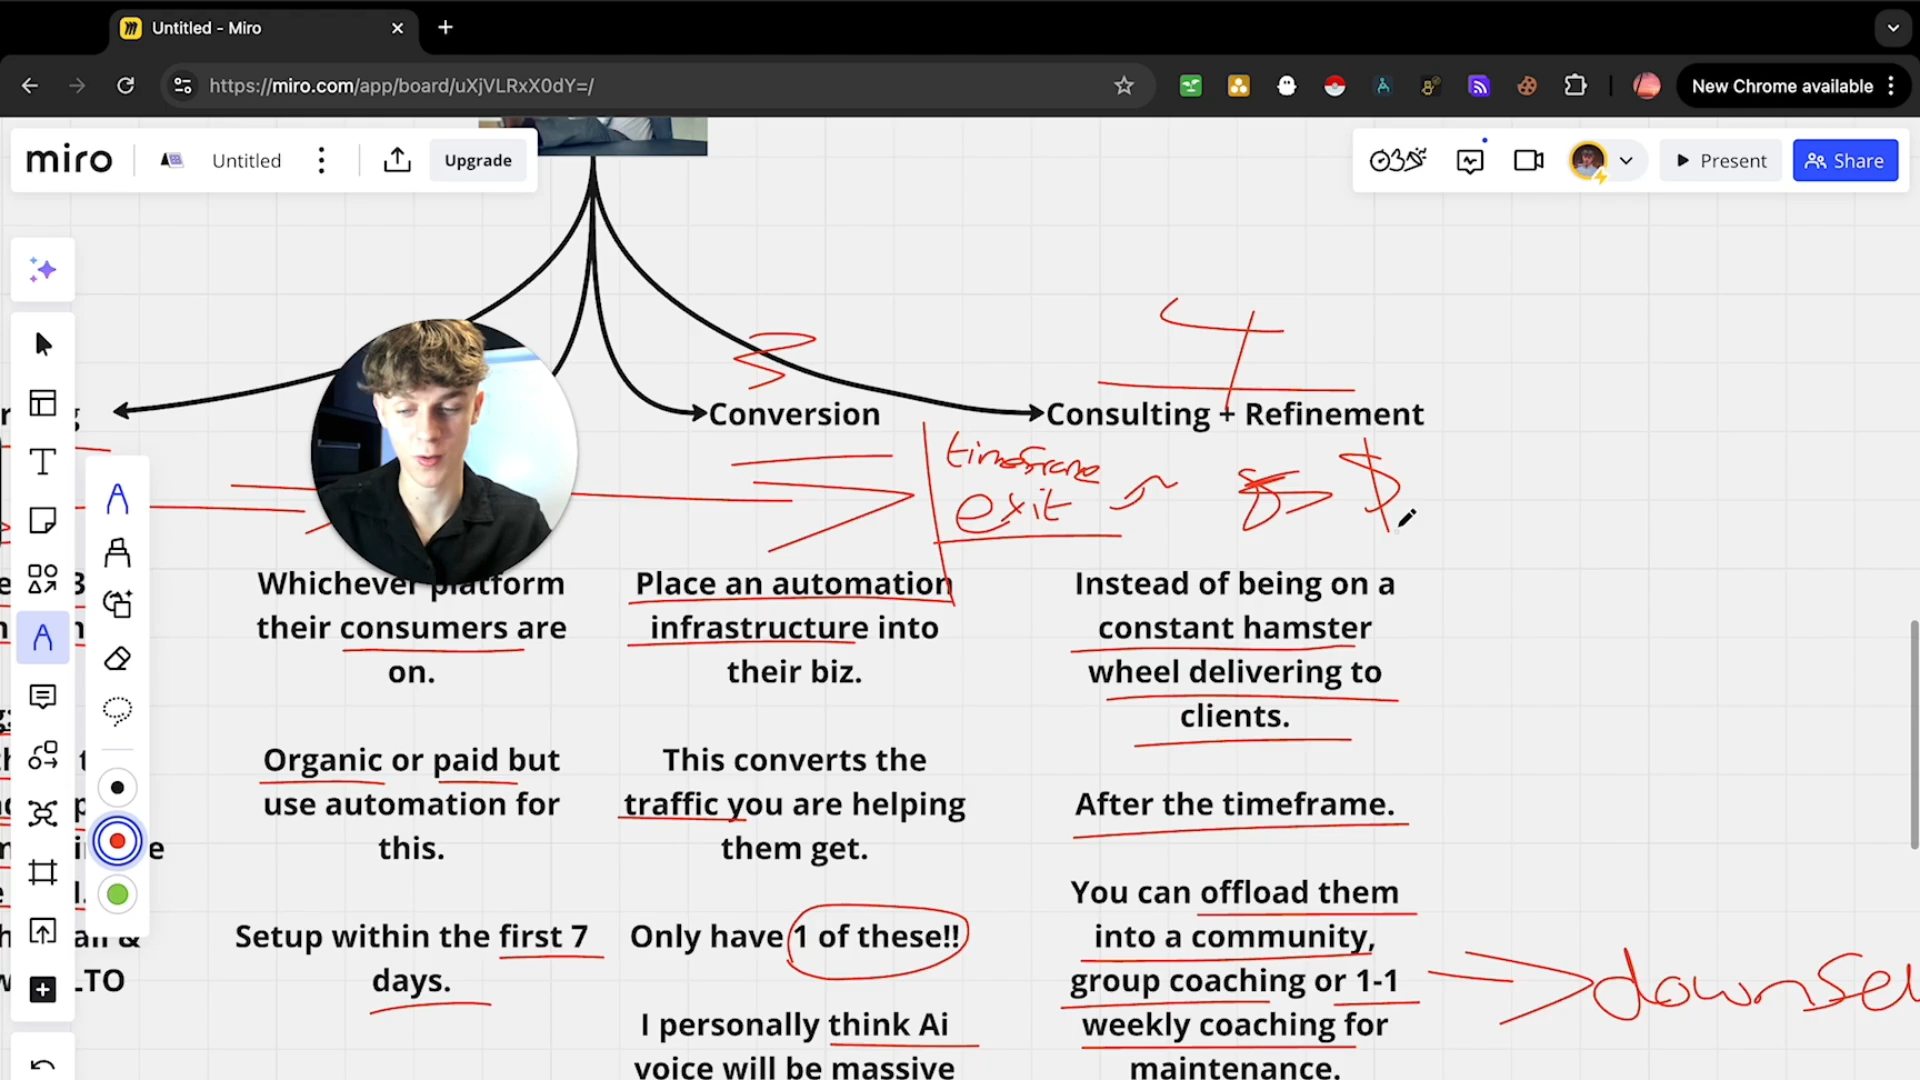 Untitled - Miro
https://miro.com/app/board/uXjVLRxX0dY=/
New Chrome available
miro
Untitled
Upgrade
Present
Share
3
4
Conversion
Consulting + Refinement
timeframe
exit
$
Whichever platform
their consumers are
on.
Organic or paid but
use automation for
this.
Setup within the first 7
days.
Place an automation
infrastructure into
their biz.
This converts the
traffic you are helping
them get.
Only have 1 of these!!
I personally think Ai
voice will be massive
Instead of being on a
constant hamster
wheel delivering to
clients.
After the timeframe.
You can offload them
into a community,
group coaching or 1-1
weekly coaching for
maintenance.
downsel
LTO